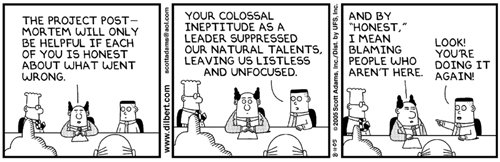 THE PROJECT POST-
MORTEM WILL ONLY
BE HELPFUL IF EACH
OF YOU IS HONEST
ABOUT WHAT WENT
WRONG.
scottadams@aol.com
www.dilbert.com
YOUR COLOSSAL
INEPTITUDE AS A
LEADER SUPPRESSED
OUR NATURAL TALENTS,
LEAVING US LISTLESS
AND UNFOCUSED.
© 2005 Scott Adams, Inc./Dist. by UFS, Inc.
AND BY
"HONEST,"
I MEAN
BLAMING
PEOPLE WHO
AREN'T HERE.
LOOK!
YOU'RE
DOING IT
AGAIN!